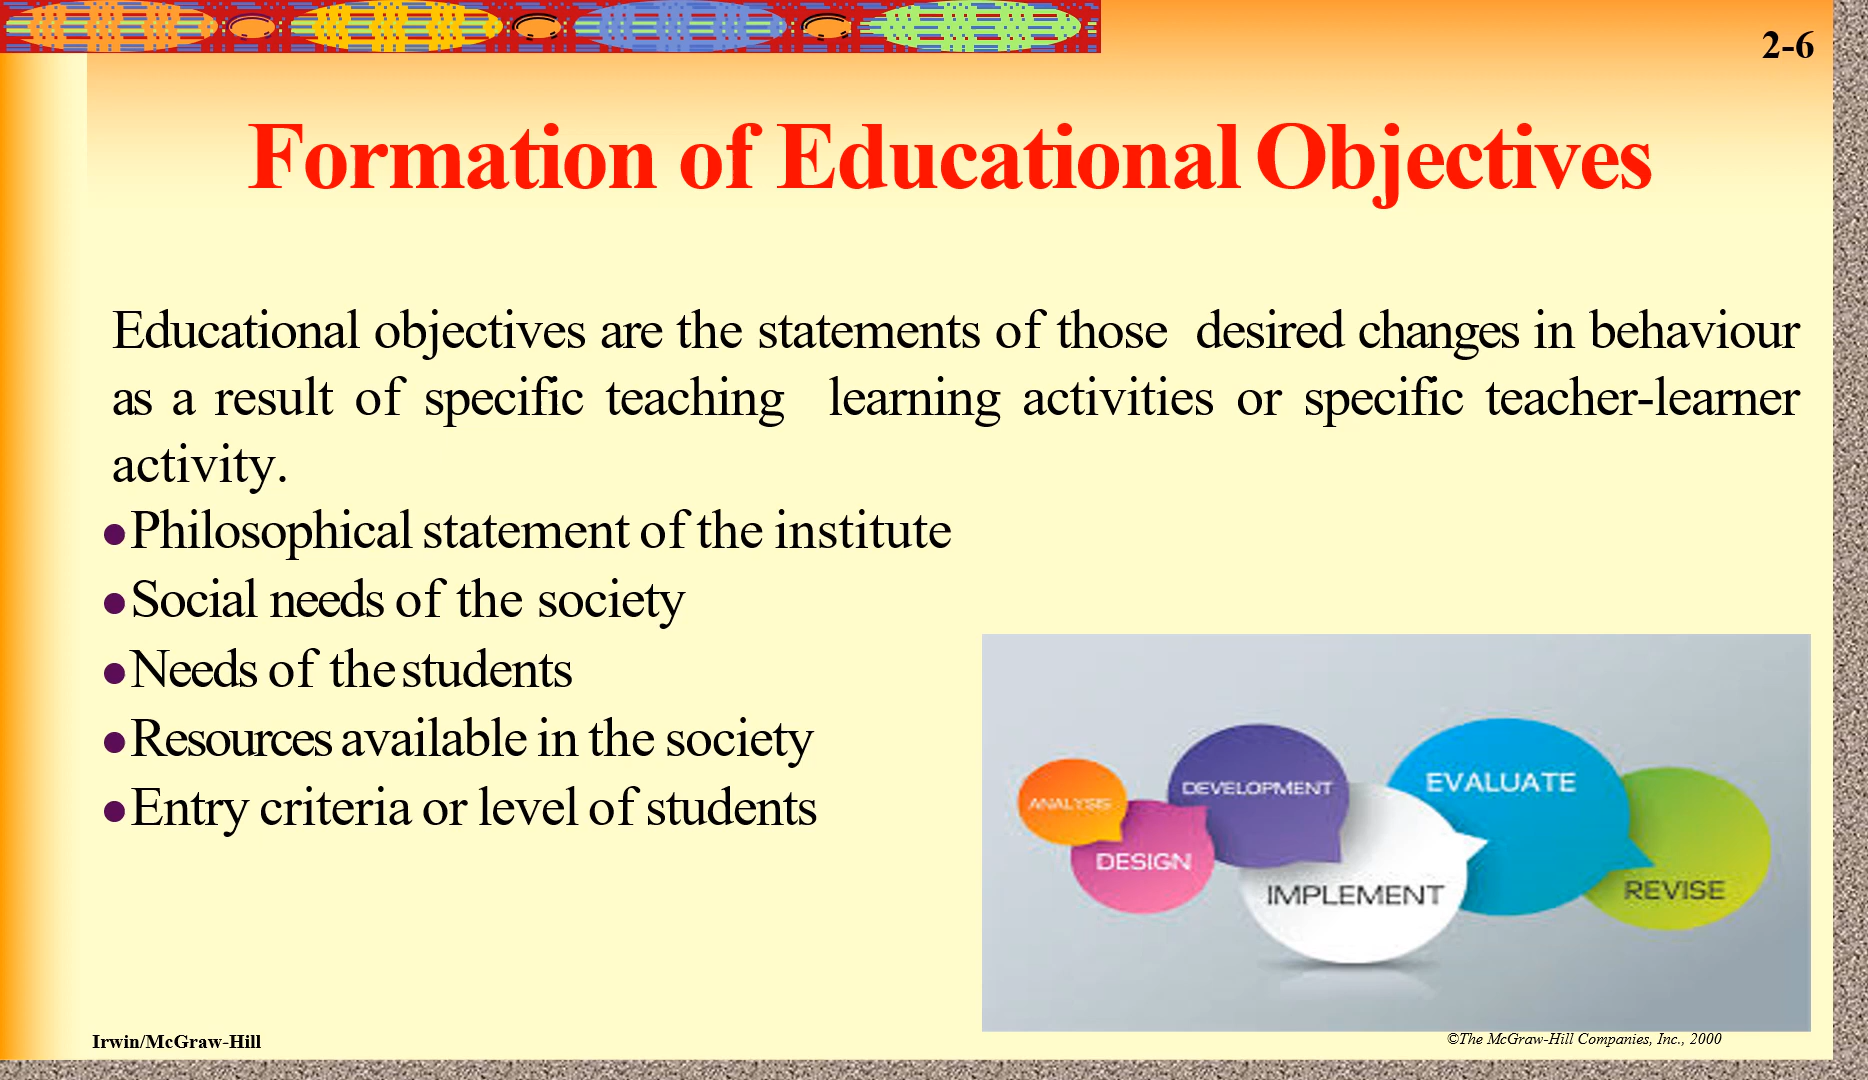 2-6
Formation of Educational Objectives
Educational objectives are the statements of those desired changes in behaviour
as a result of specific teaching learning activities or specific teacher-learner
activity.
●Philosophical statement of the institute
●Social needs of the society
●Needs of the students
●Resources available in the society
●Entry criteria or level of students
ANALYSIS
DESIGN
DEVELOPMENT
IMPLEMENT
EVALUATE
REVISE
Irwin/McGraw-Hill
©The McGraw-Hill Companies, Inc., 2000